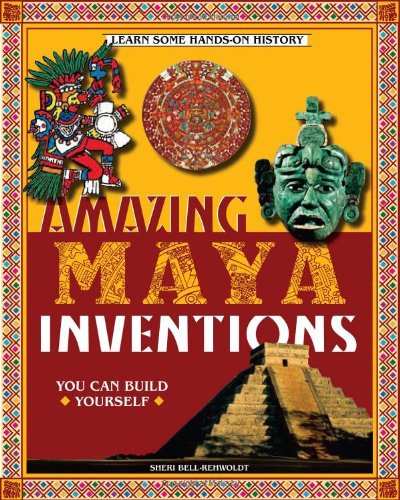 LEARN SOME HANDS-ON HISTORY
AMAZING
MAYA
INVENTIONS
YOU CAN BUILD
YOURSELF
SHERI BELL-REHWOLDT